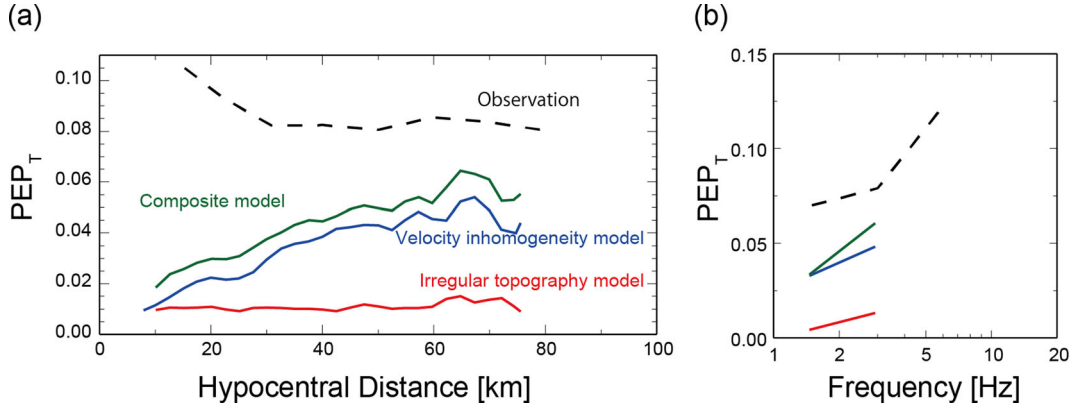 (a)
0.10
0.08
0.06
0.04
0.02
0.00
PEP_T
Observation
Composite model
Velocity inhomogeneity model
Irregular topography model
0 20 40 60 80 100
Hypocentral Distance [km]
(b)
0.15
0.10
0.05
0.00
PEP_T
1 2 5 10 20
Frequency [Hz]